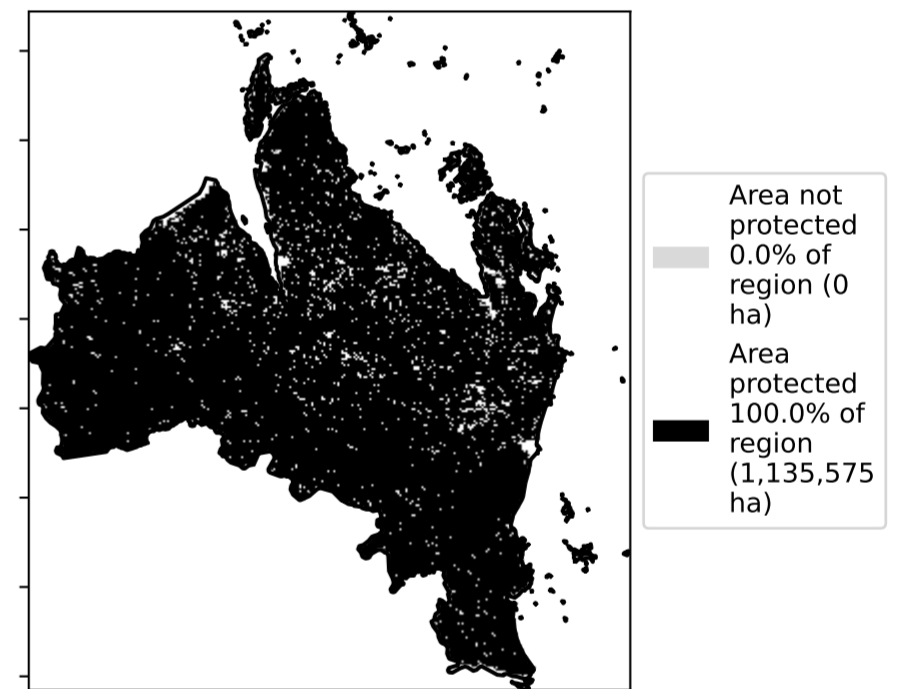 Area not
protected
0.0% of
region (0
ha)
Area
protected
100.0% of
region
(1,135,575
ha)